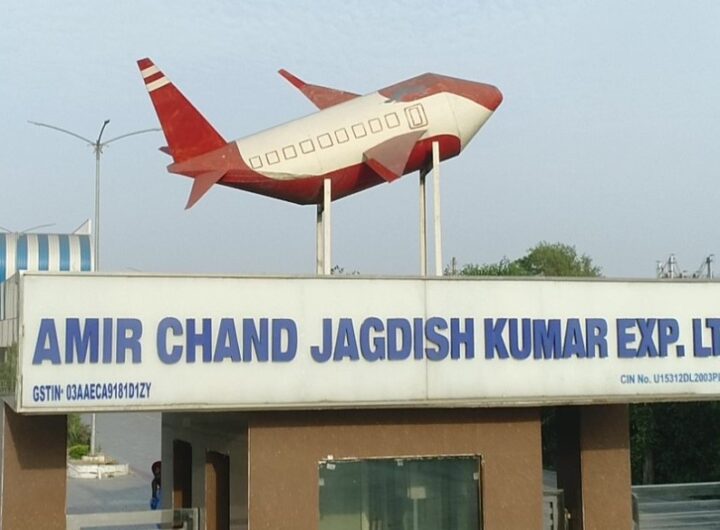 AMIR CHAND JAGDISH KUMAR EXP. LT
GSTIN- 03AAECA9181D1ZY
CIN No. U15312DL2003P